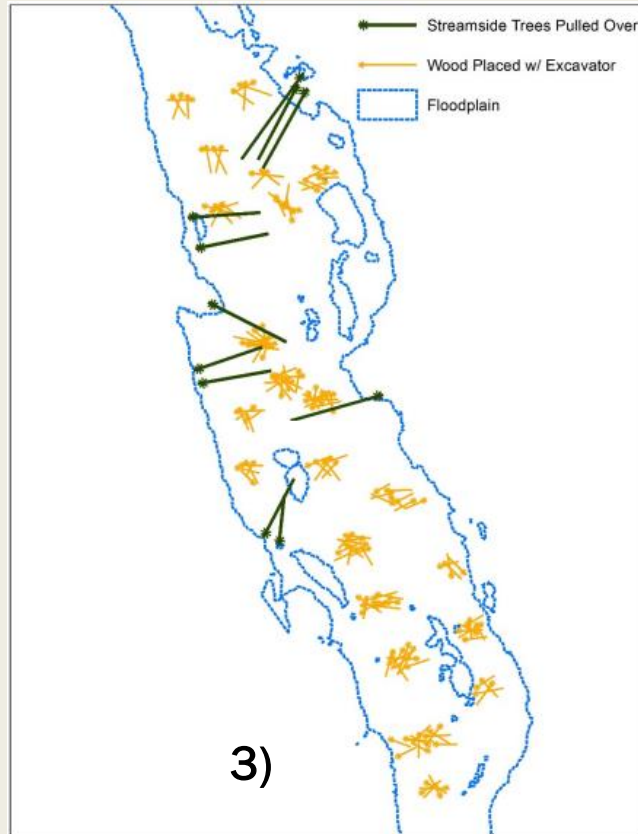 Streamside Trees Pulled Over
Wood Placed w/ Excavator
Floodplain
3)